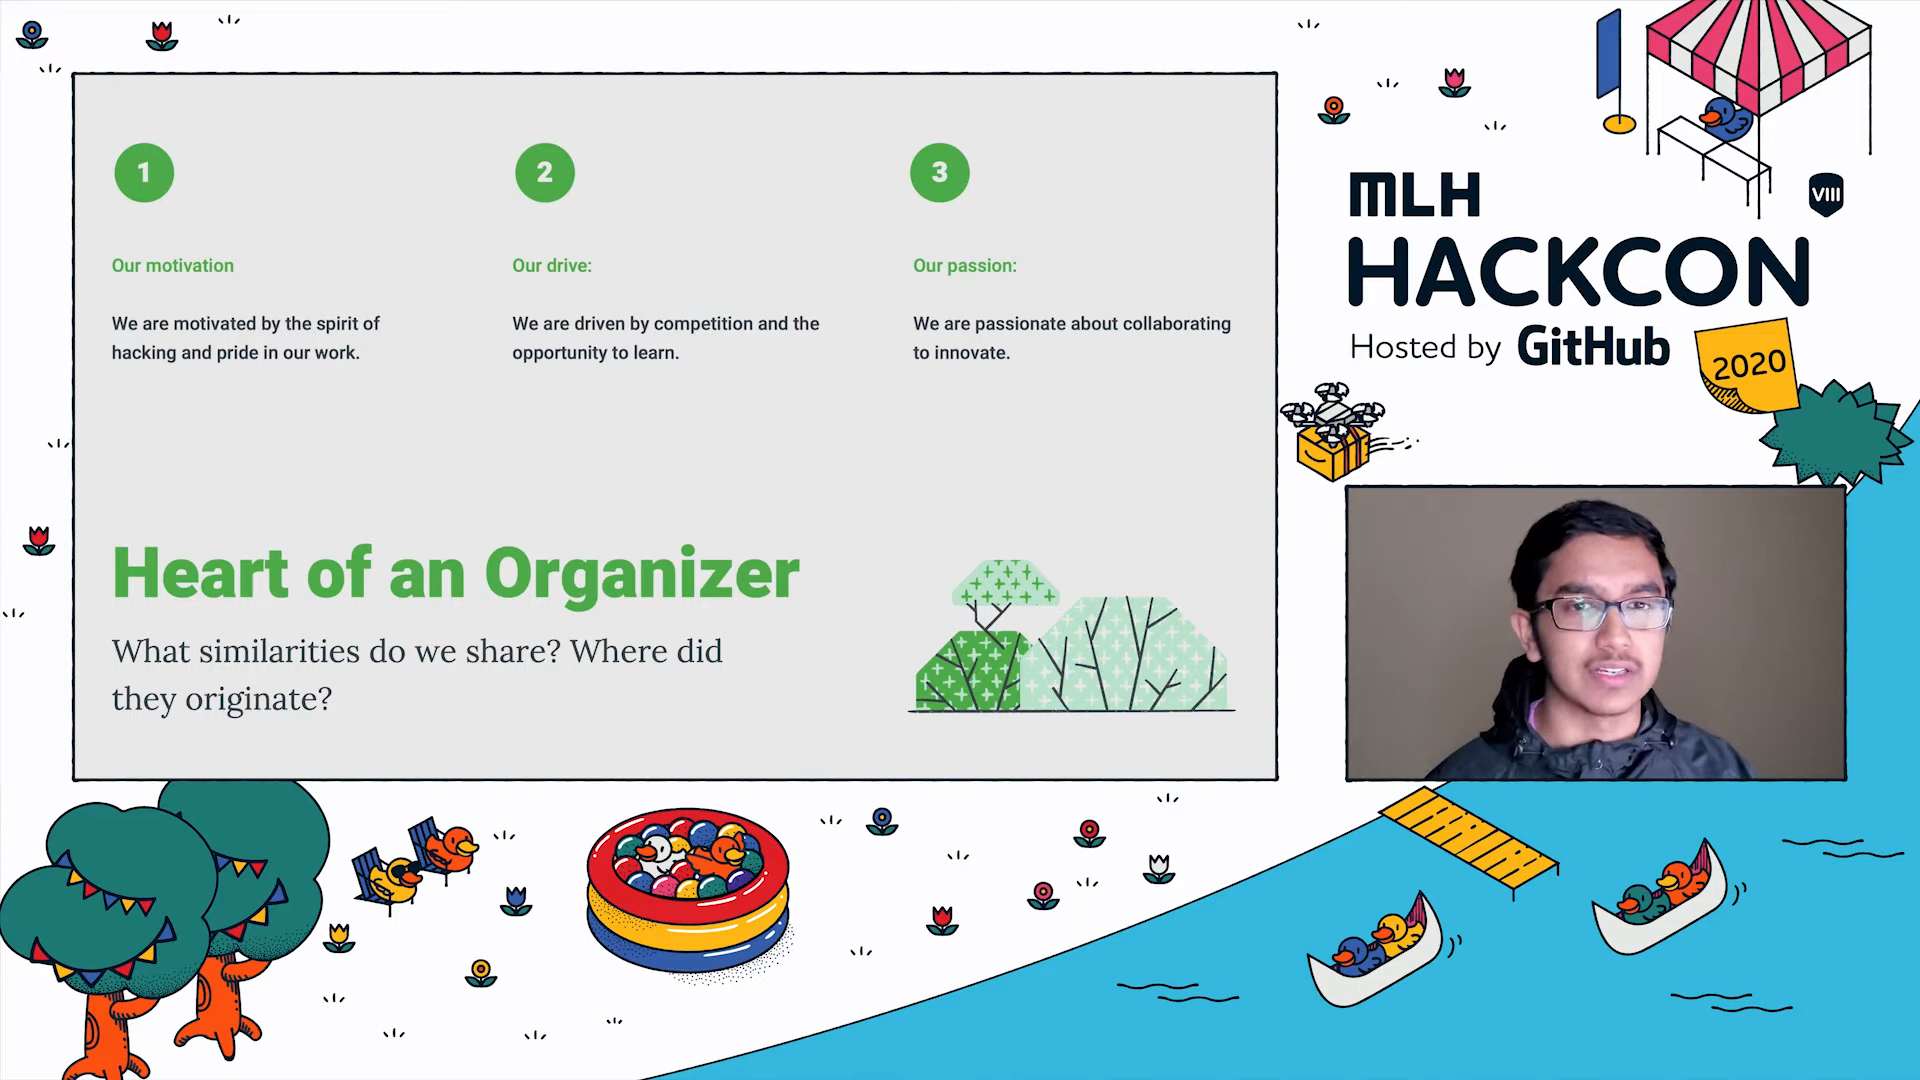 1
2
3
Our motivation
We are motivated by the spirit of
hacking and pride in our work.
Our drive:
We are driven by competition and the
opportunity to learn.
Our passion:
We are passionate about collaborating
to innovate.
Heart of an Organizer
What similarities do we share? Where did
they originate?
MLH
VIII
HACKCON
Hosted by GitHub
2020